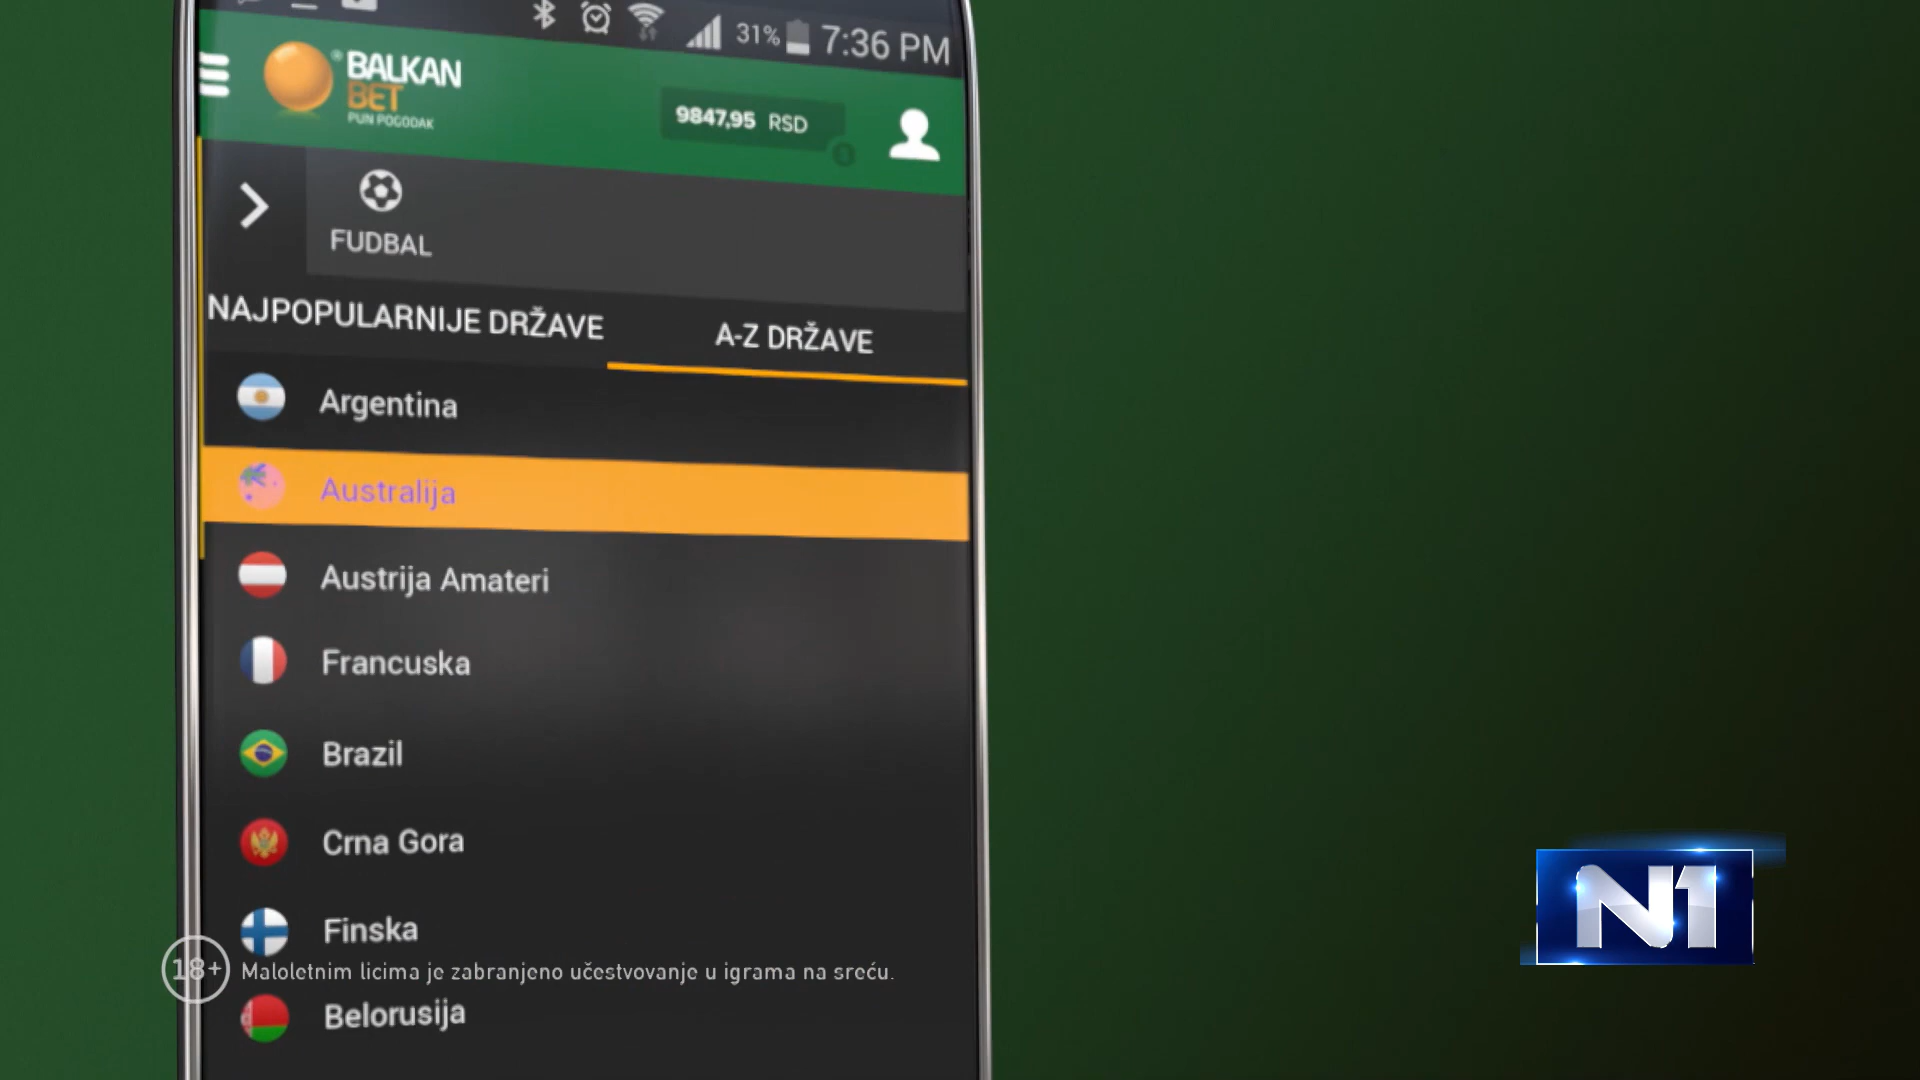 31% 7:36 PM
BALKAN
BET
PUN POGODAK
9847,95 RSD
FUDBAL
NAJPOPULARNIJE DRŽAVE
A-Z DRŽAVE
Argentina
Australija
Austrija Amateri
Francuska
Brazil
Crna Gora
Finska
18+ Maloletnim licima je zabranjeno učestvovanje u igrama na sreću.
Belorusija
N1